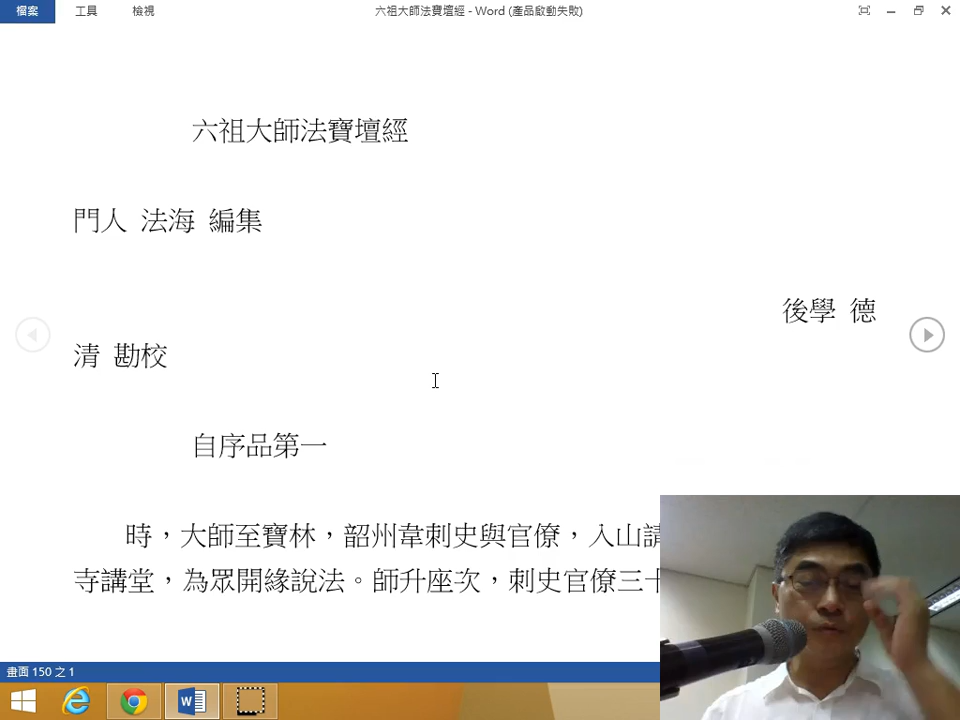 檔案 工具 檢視 六祖大師法寶壇經 - Word (產品啟動失敗)
六祖大師法寶壇經
門人 法海 編集
後學 德
清 勘校
自序品第一
時，大師至寶林，韶州韋刺史與官僚，入山請
寺講堂，為眾開緣說法。師升座次，刺史官僚三十
畫面 150 之 1